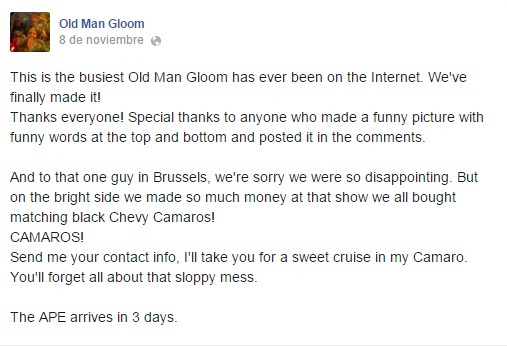 Old Man Gloom
8 de noviembre
This is the busiest Old Man Gloom has ever been on the Internet. We've
finally made it!
Thanks everyone! Special thanks to anyone who made a funny picture with
funny words at the top and bottom and posted it in the comments.
And to that one guy in Brussels, we're sorry we were so disappointing. But
on the bright side we made so much money at that show we all bought
matching black Chevy Camaros!
CAMAROS!
Send me your contact info, I'll take you for a sweet cruise in my Camaro.
You'll forget all about that sloppy mess.
The APE arrives in 3 days.